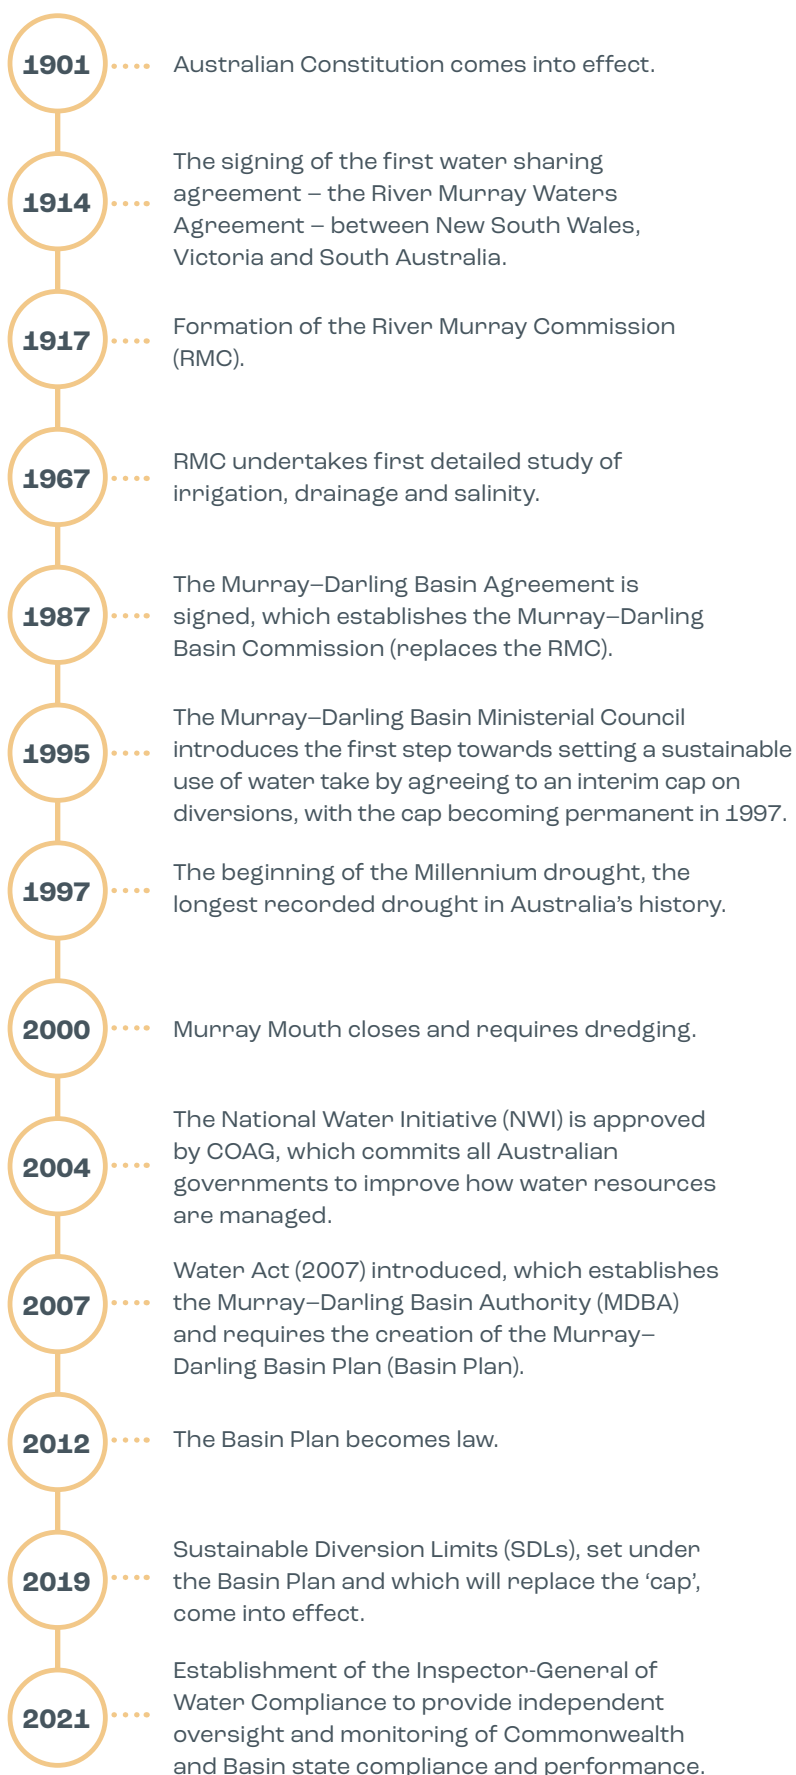 1901
Australian Constitution comes into effect.
1914
The signing of the first water sharing
agreement – the River Murray Waters
Agreement – between New South Wales,
Victoria and South Australia.
1917
Formation of the River Murray Commission
(RMC).
1967
RMC undertakes first detailed study of
irrigation, drainage and salinity.
1987
The Murray–Darling Basin Agreement is
signed, which establishes the Murray–Darling
Basin Commission (replaces the RMC).
1995
The Murray–Darling Basin Ministerial Council
introduces the first step towards setting a sustainable
use of water take by agreeing to an interim cap on
diversions, with the cap becoming permanent in 1997.
1997
The beginning of the Millennium drought, the
longest recorded drought in Australia’s history.
2000
Murray Mouth closes and requires dredging.
2004
The National Water Initiative (NWI) is approved
by COAG, which commits all Australian
governments to improve how water resources
are managed.
2007
Water Act (2007) introduced, which establishes
the Murray–Darling Basin Authority (MDBA)
and requires the creation of the Murray–
Darling Basin Plan (Basin Plan).
2012
The Basin Plan becomes law.
2019
Sustainable Diversion Limits (SDLs), set under
the Basin Plan and which will replace the ‘cap’,
come into effect.
2021
Establishment of the Inspector-General of
Water Compliance to provide independent
oversight and monitoring of Commonwealth
and Basin state compliance and performance.